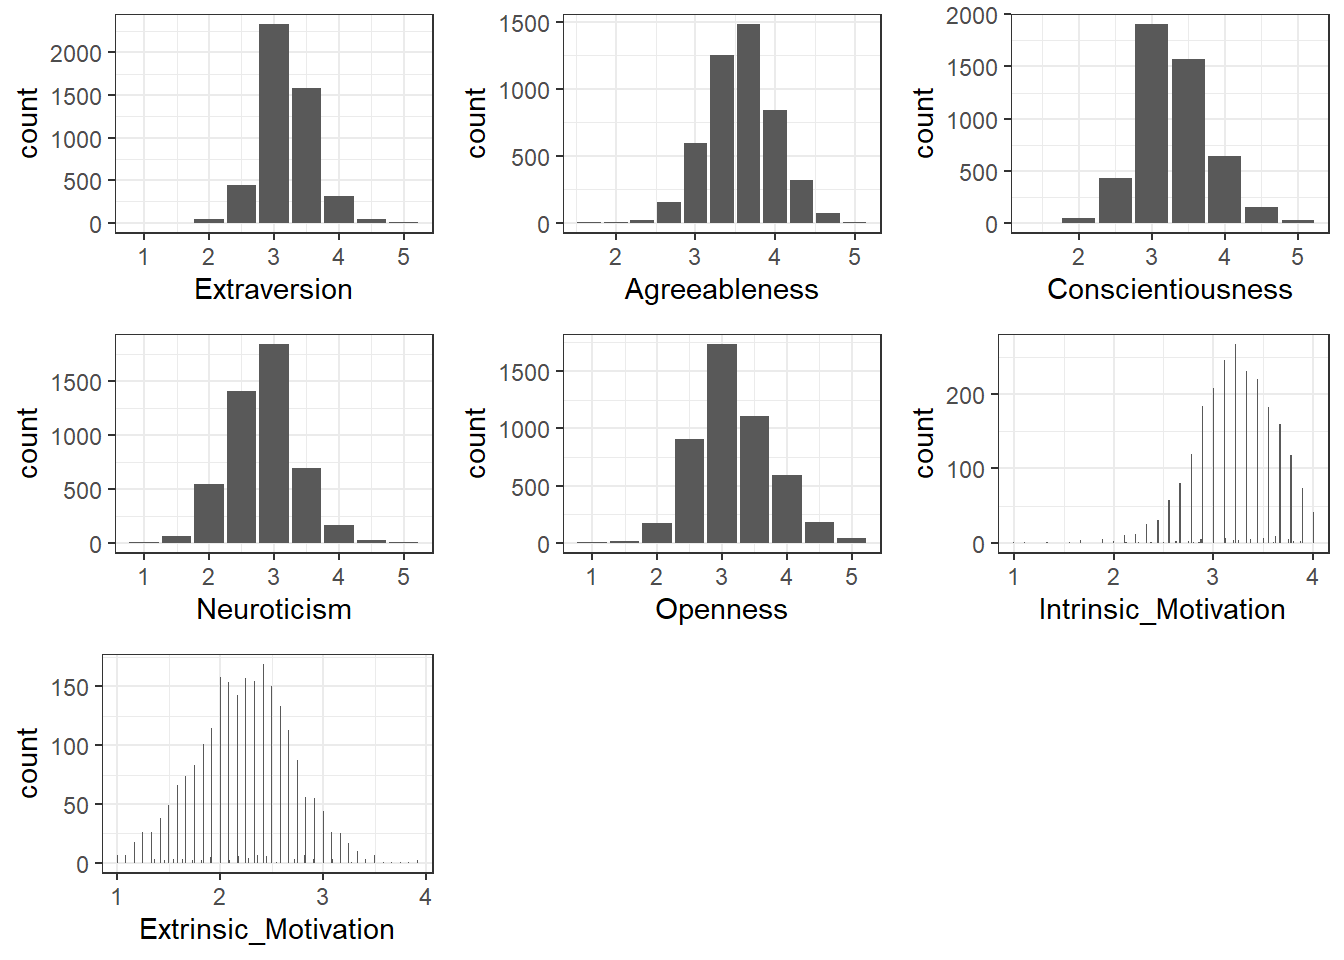 count
2000
1500
1000
500
0
1 2 3 4 5
Extraversion
count
1500
1000
500
0
2 3 4 5
Agreeableness
count
2000
1500
1000
500
0
2 3 4 5
Conscientiousness
count
1500
1000
500
0
1 2 3 4 5
Neuroticism
count
1500
1000
500
0
1 2 3 4 5
Openness
count
200
100
0
1 2 3 4
Intrinsic_Motivation
count
150
100
50
0
1 2 3 4
Extrinsic_Motivation